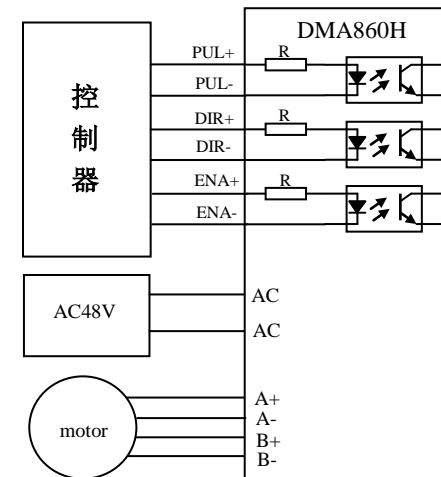 DMA860H
控制器
PUL+
R
PUL-
DIR+
R
DIR-
ENA+
R
ENA-
AC48V
AC
AC
motor
A+
A-
B+
B-